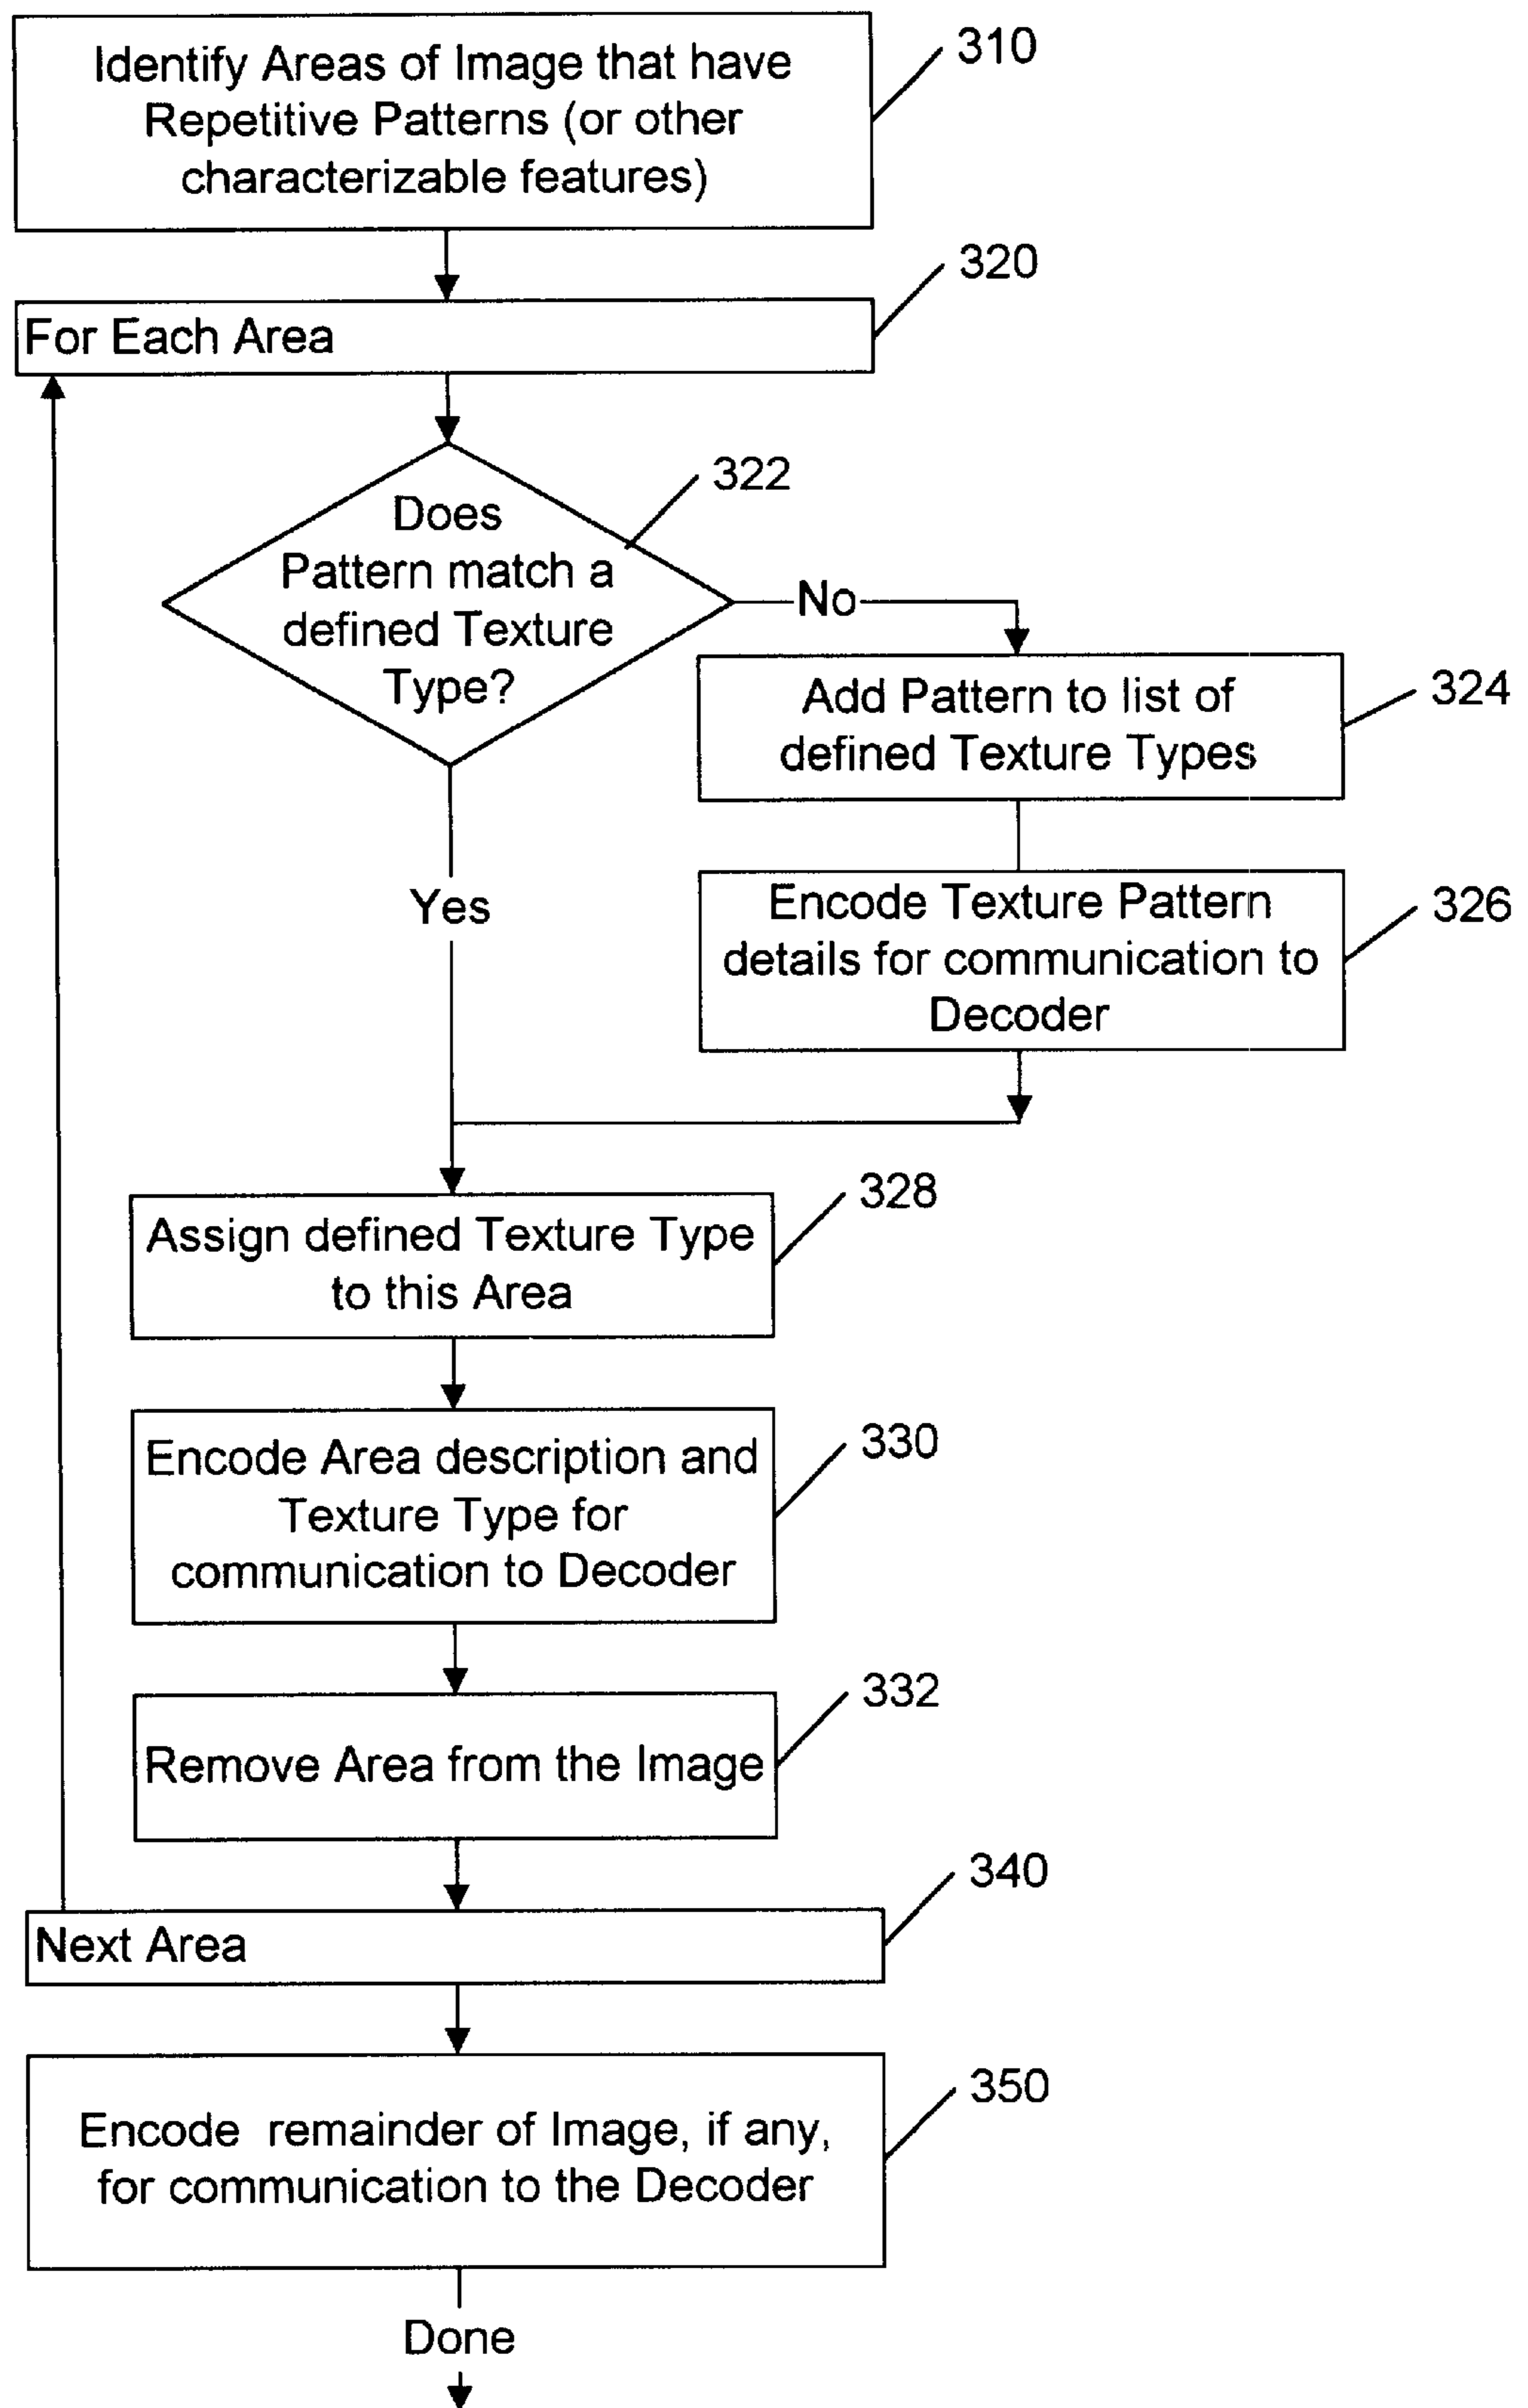 Identify Areas of Image that have
Repetitive Patterns (or other
characterizable features)
310
For Each Area
320
Does
Pattern match a
defined Texture
Type?
322
No
Add Pattern to list of
defined Texture Types
324
Encode Texture Pattern
details for communication to
Decoder
326
Yes
Assign defined Texture Type
to this Area
328
Encode Area description and
Texture Type for
communication to Decoder
330
Remove Area from the Image
332
Next Area
340
Encode remainder of Image, if any,
for communication to the Decoder
350
Done